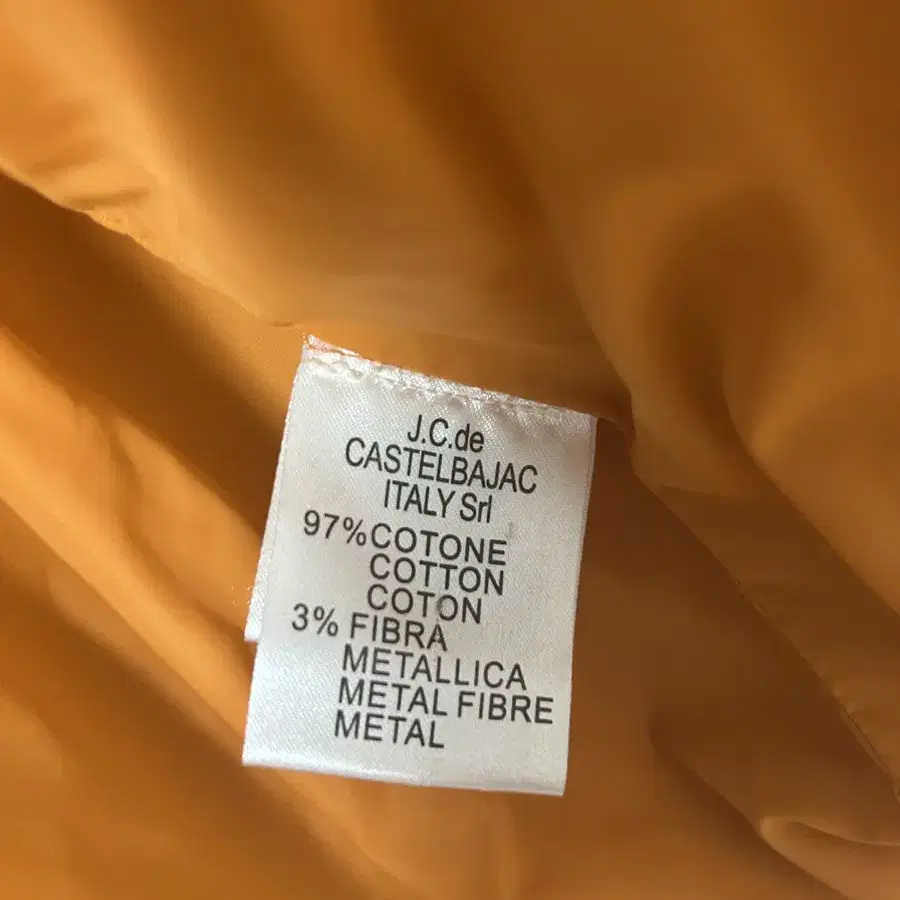 J.C.de
CASTELBAJAC
ITALY Srl
97%COTONE
COTTON
COTON
3% FIBRA
METALLICA
METAL FIBRE
METAL